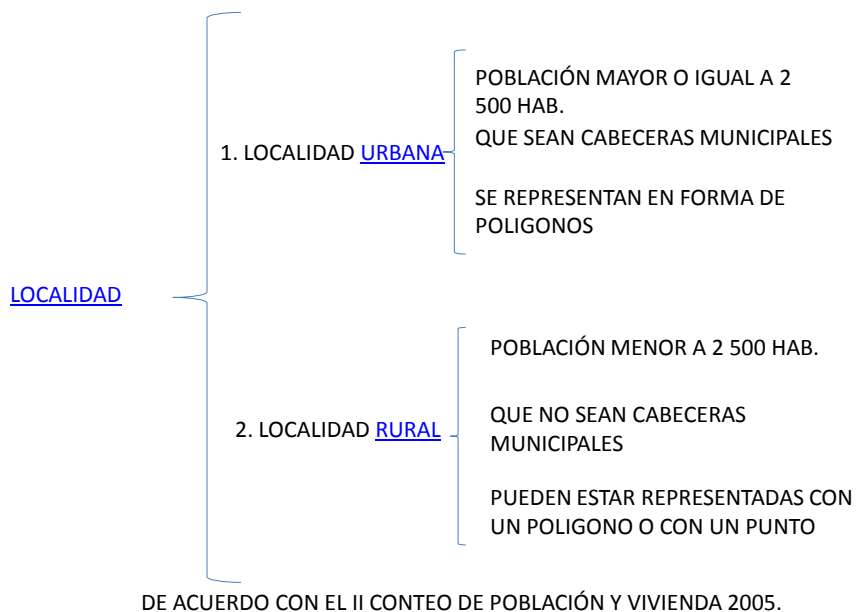 POBLACIÓN MAYOR O IGUAL A 2
500 HAB.
1. LOCALIDAD URBANA
QUE SEAN CABECERAS MUNICIPALES
SE REPRESENTAN EN FORMA DE
POLIGONOS
LOCALIDAD
POBLACIÓN MENOR A 2 500 HAB.
2. LOCALIDAD RURAL
QUE NO SEAN CABECERAS
MUNICIPALES
PUEDEN ESTAR REPRESENTADAS CON
UN POLIGONO O CON UN PUNTO
DE ACUERDO CON EL II CONTEO DE POBLACIÓN Y VIVIENDA 2005.